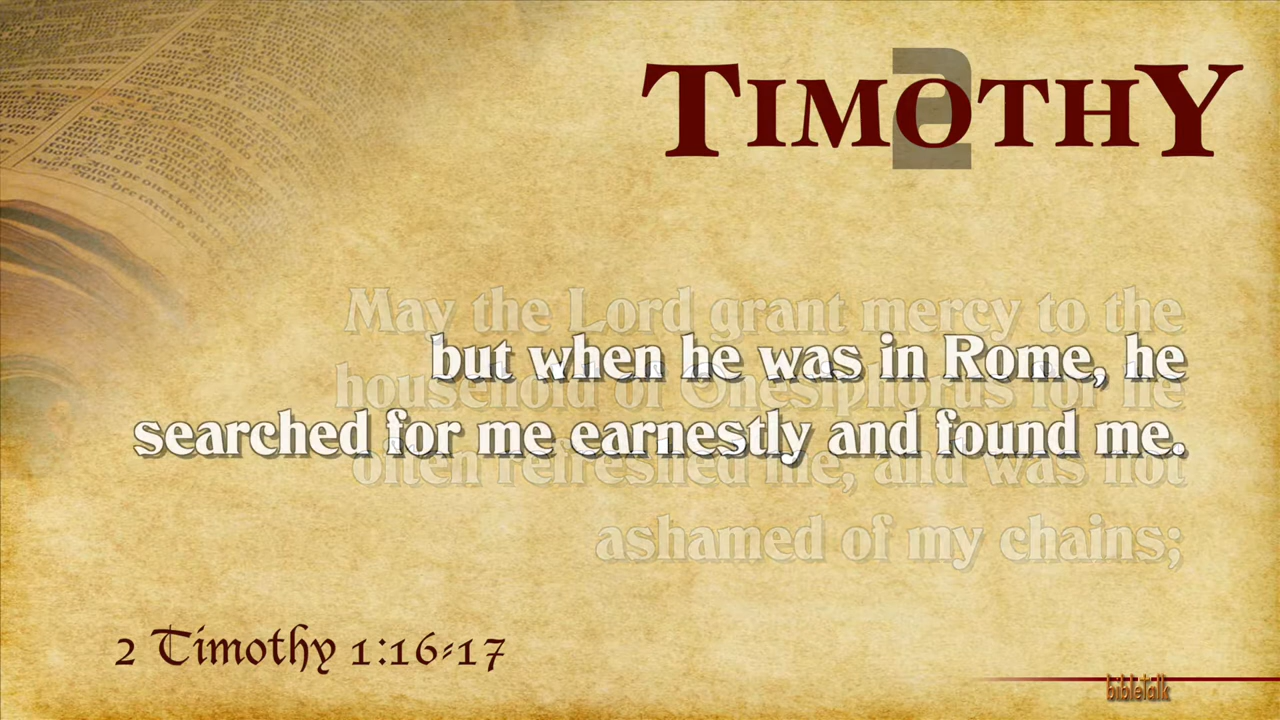 2
TIMOTHY
May the Lord grant mercy to the
household of Onesiphorus for he
often refreshed me, and was not
ashamed of my chains;
but when he was in Rome, he
searched for me earnestly and found me.
2 Timothy 1:16-17
bibletalk